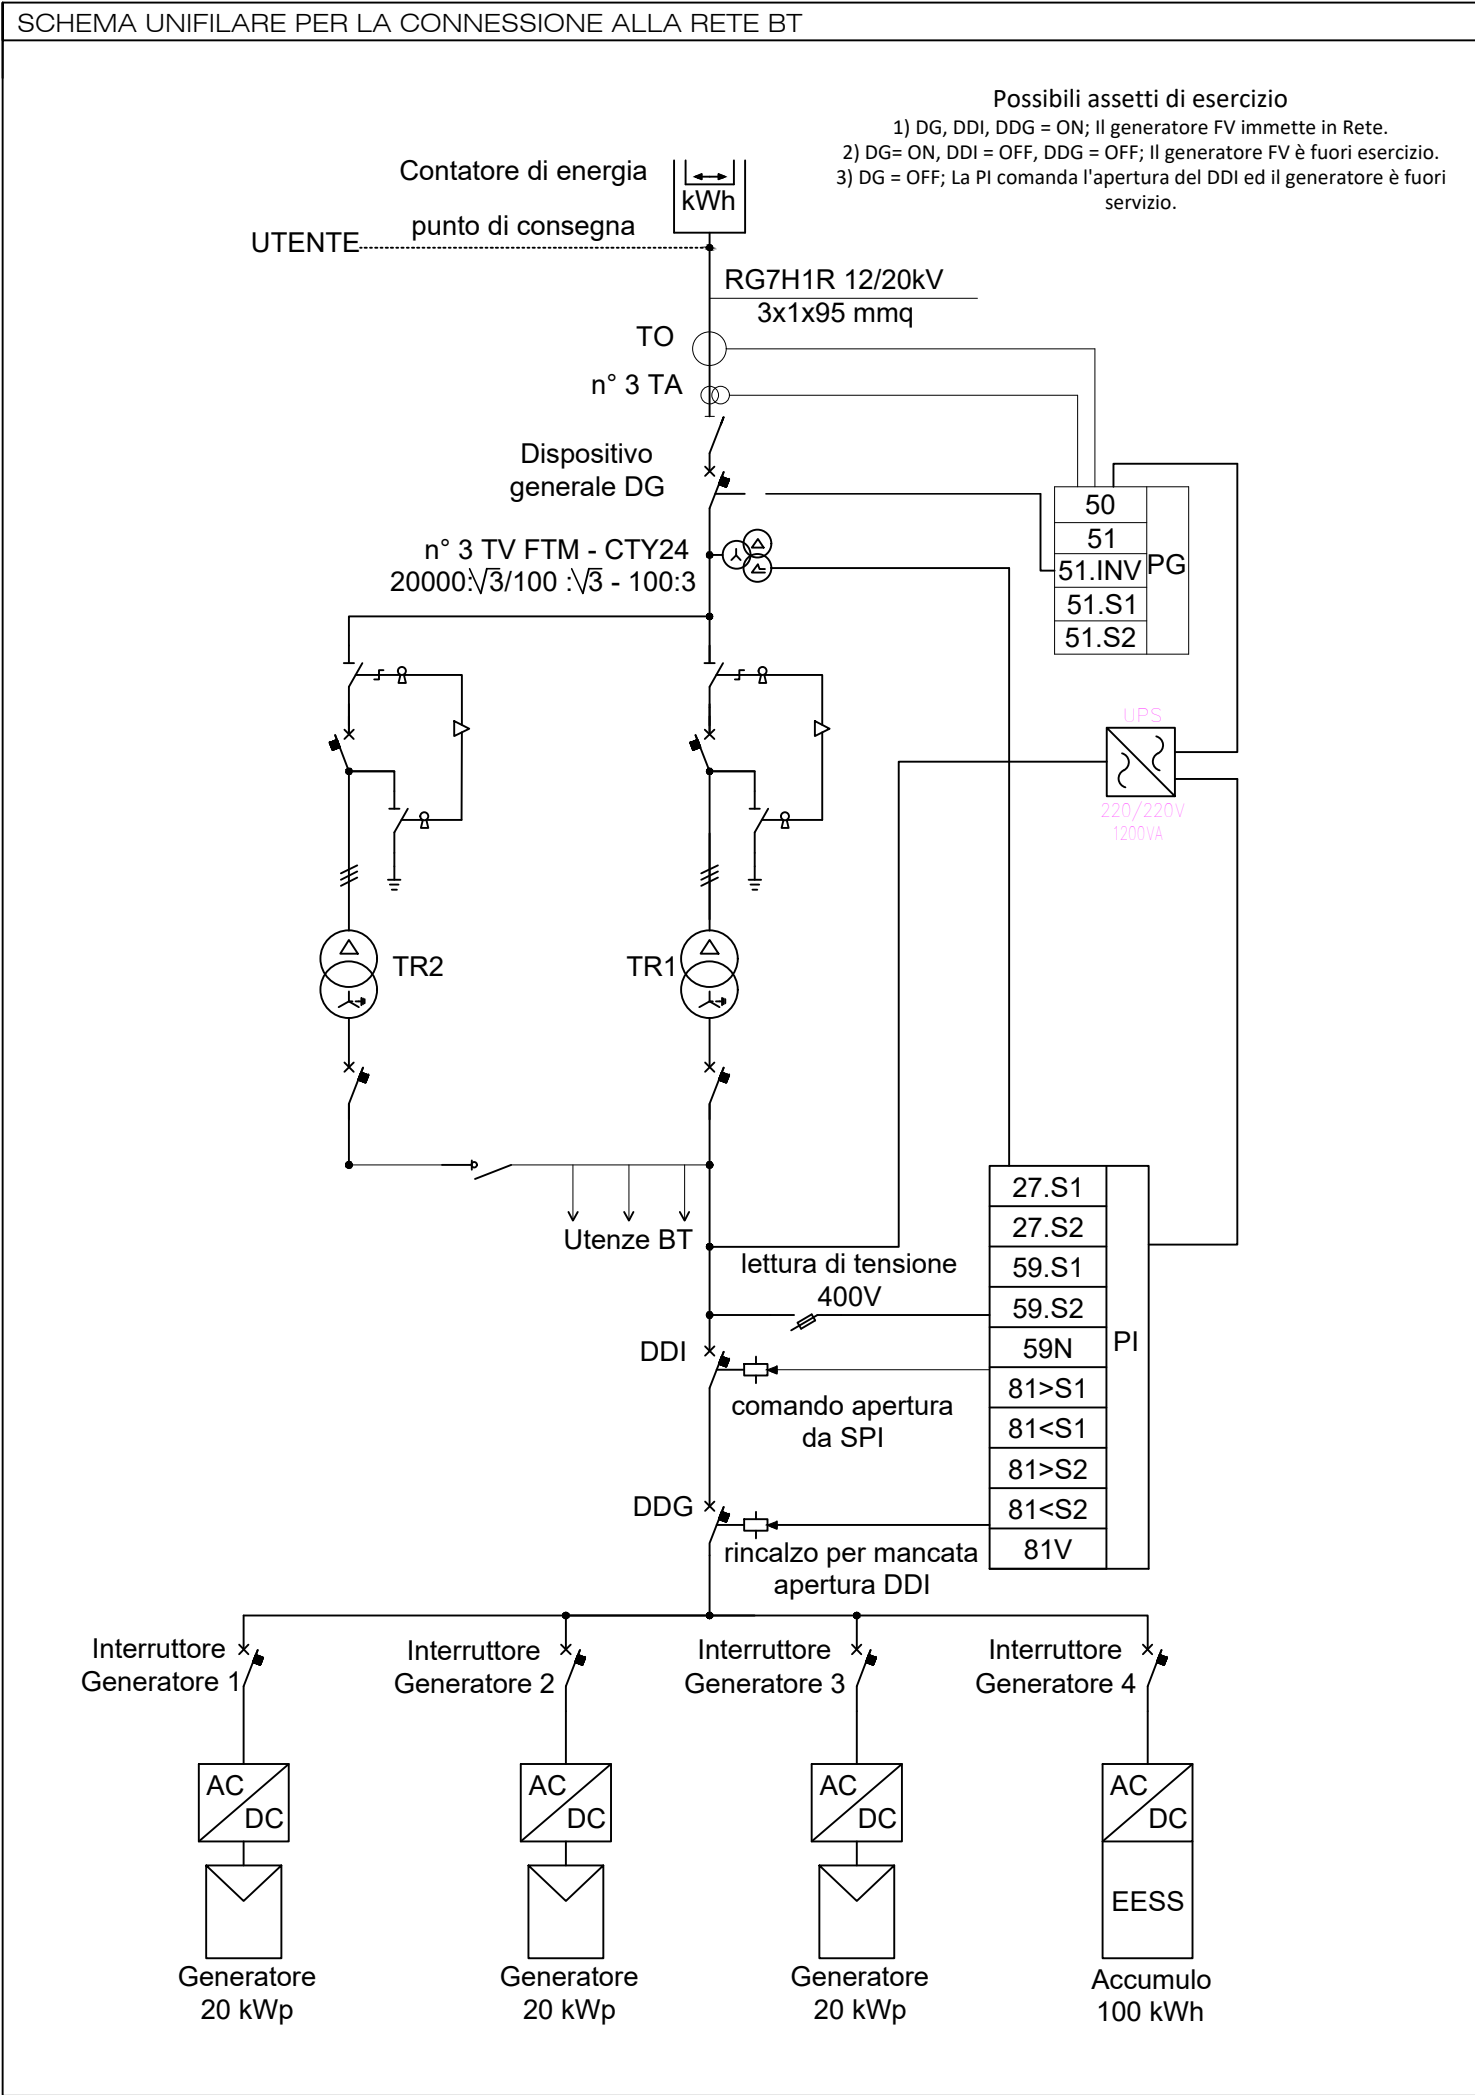 SCHEMA UNIFILARE PER LA CONNESSIONE ALLA RETE BT
Possibili assetti di esercizio
1) DG, DDI, DDG = ON; Il generatore FV immette in Rete.
2) DG= ON, DDI = OFF, DDG = OFF; Il generatore FV è fuori esercizio.
3) DG = OFF; La PI comanda l'apertura del DDI ed il generatore è fuori
servizio.
Contatore di energia
kWh
punto di consegna
UTENTE
RG7H1R 12/20kV
3x1x95 mmq
TO
n° 3 TA
Dispositivo
generale DG
50
51
51.INV
51.S1
51.S2
PG
n° 3 TV FTM - CTY24
20000:√3/100 :√3 - 100:3
UPS
220/220V
1200VA
TR2
TR1
Utenze BT
lettura di tensione
400V
27.S1
27.S2
59.S1
59.S2
59N
81>S1
81<S1
81>S2
81<S2
81V
PI
DDI
comando apertura
da SPI
DDG
rincalzo per mancata
apertura DDI
Interruttore
Generatore 1
Interruttore
Generatore 2
Interruttore
Generatore 3
Interruttore
Generatore 4
AC
DC
AC
DC
AC
DC
AC
DC
EESS
Generatore
20 kWp
Generatore
20 kWp
Generatore
20 kWp
Accumulo
100 kWh